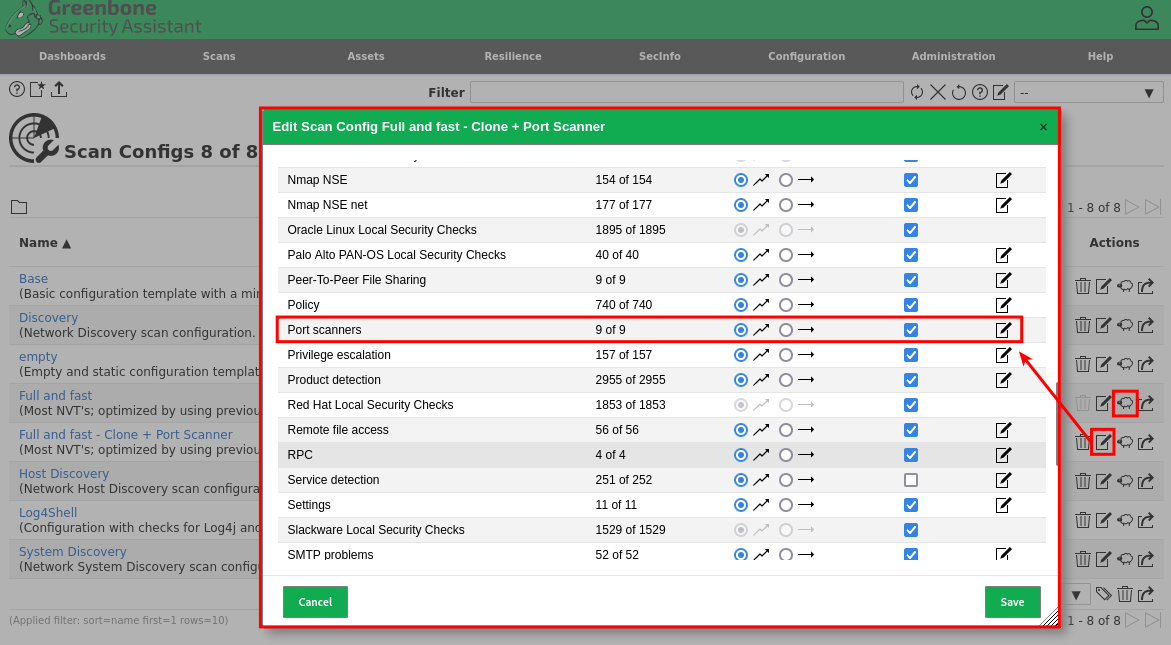 Greenbone
Security Assistant
Dashboards Scans Assets Resilience SecInfo Configuration Administration Help
Filter --
Edit Scan Config Full and fast - Clone + Port Scanner ×
Scan Configs 8 of 8
Nmap NSE 154 of 154
Nmap NSE net 177 of 177
1 - 8 of 8
Oracle Linux Local Security Checks 1895 of 1895
Name ▲ Actions
Palo Alto PAN-OS Local Security Checks 40 of 40
Base
Peer-To-Peer File Sharing 9 of 9
(Basic configuration template with a
Policy 740 of 740
Discovery
(Network Discovery scan configuration.
Port scanners 9 of 9
empty
Privilege escalation 157 of 157
(Empty and static configuration
Product detection 2955 of 2955
Full and fast
Red Hat Local Security Checks 1853 of 1853
(Most NVT's; optimized by using
Remote file access 56 of 56
Full and fast - Clone + Port Scanner
(Most NVT's; optimized by using
RPC 4 of 4
Host Discovery
Service detection 251 of 252
(Network Host Discovery scan
Settings 11 of 11
Log4Shell
(Configuration with checks for Log4j
Slackware Local Security Checks 1529 of 1529
System Discovery
SMTP problems 52 of 52
(Network System Discovery scan
Cancel Save
(Applied filter: sort=name first=1 rows=10) 1 - 8 of 8